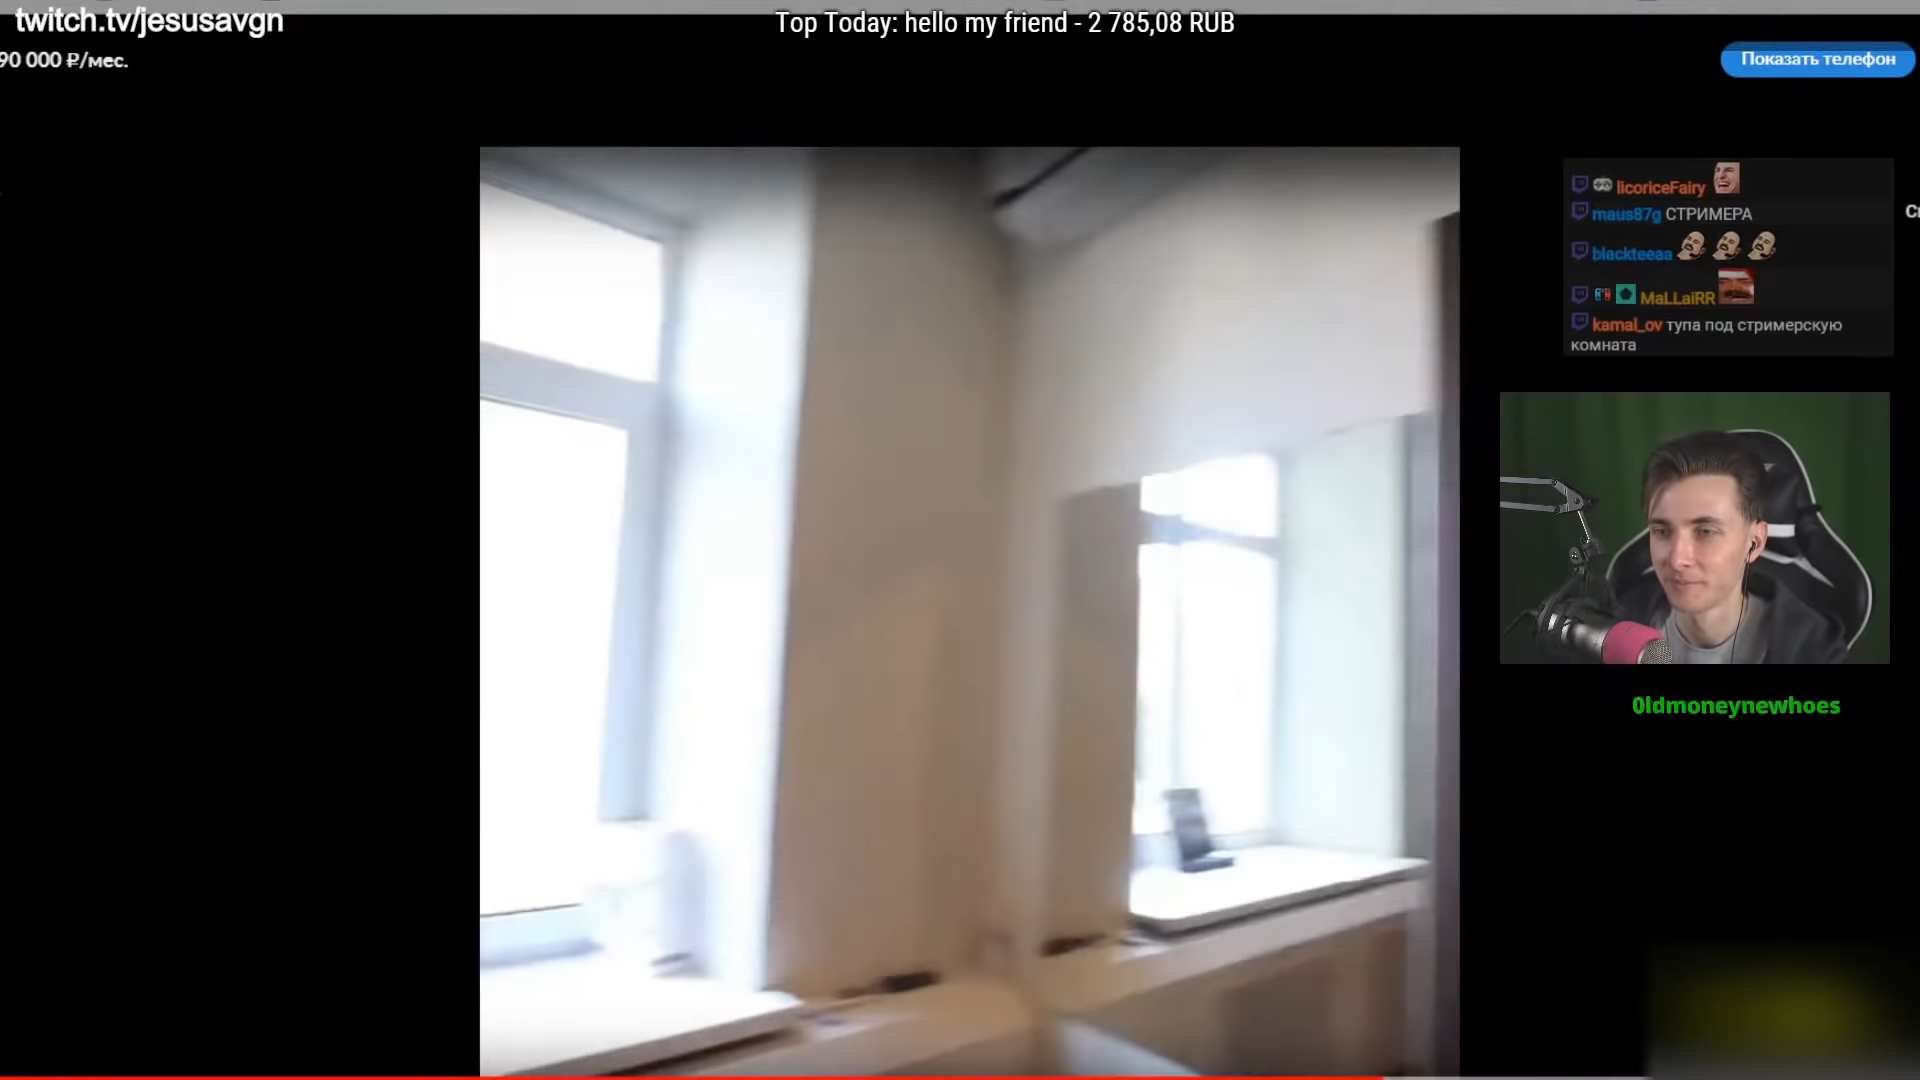 twitch.tv/jesusavgn
Top Today: hello my friend - 2 785,08 RUB
90 000 ₽/мес.
Показать телефон
licoriceFairy
maus87g СТРИМЕРА
blackteeaa
MaLLaiRR
kamal_ov тупа под стримерскую
комната
0ldmoneynewhoes